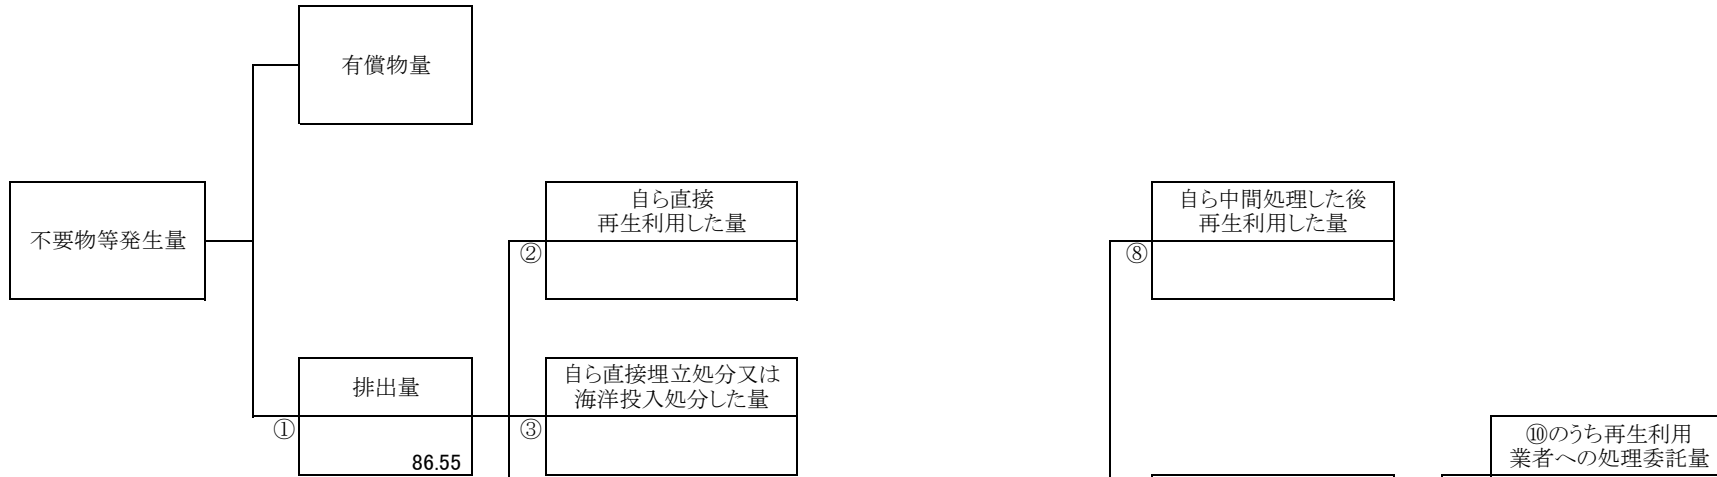 有償物量
不要物等発生量
自ら直接
再生利用した量
②
自ら中間処理した後
再生利用した量
⑧
排出量
①
86.55
自ら直接埋立処分又は
海洋投入処分した量
③
⑩のうち再生利用
業者への処理委託量